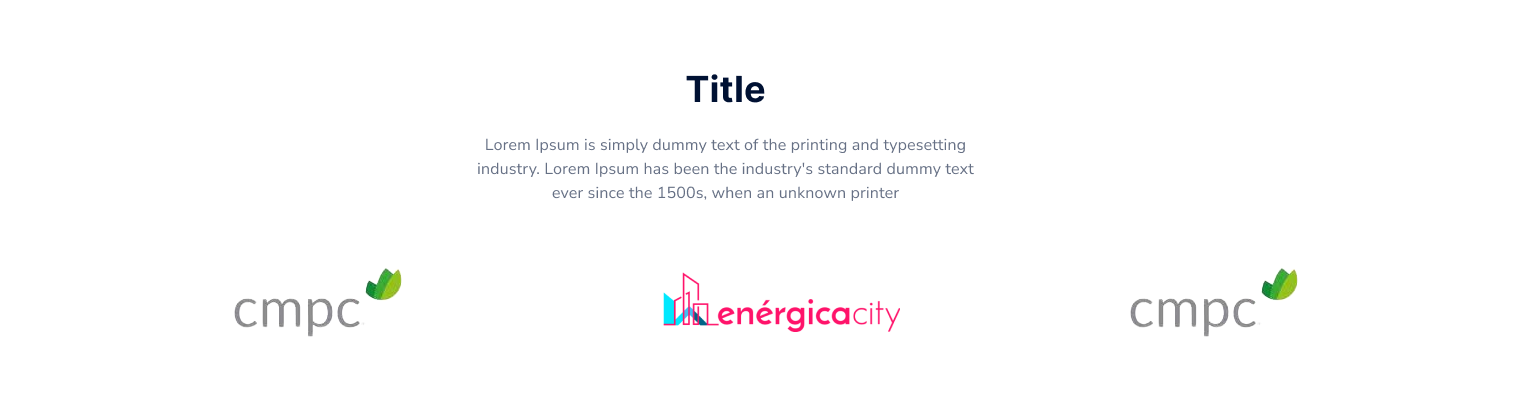 Title
Lorem Ipsum is simply dummy text of the printing and typesetting
industry. Lorem Ipsum has been the industry's standard dummy text
ever since the 1500s, when an unknown printer
cmpc enérgicacity cmpc